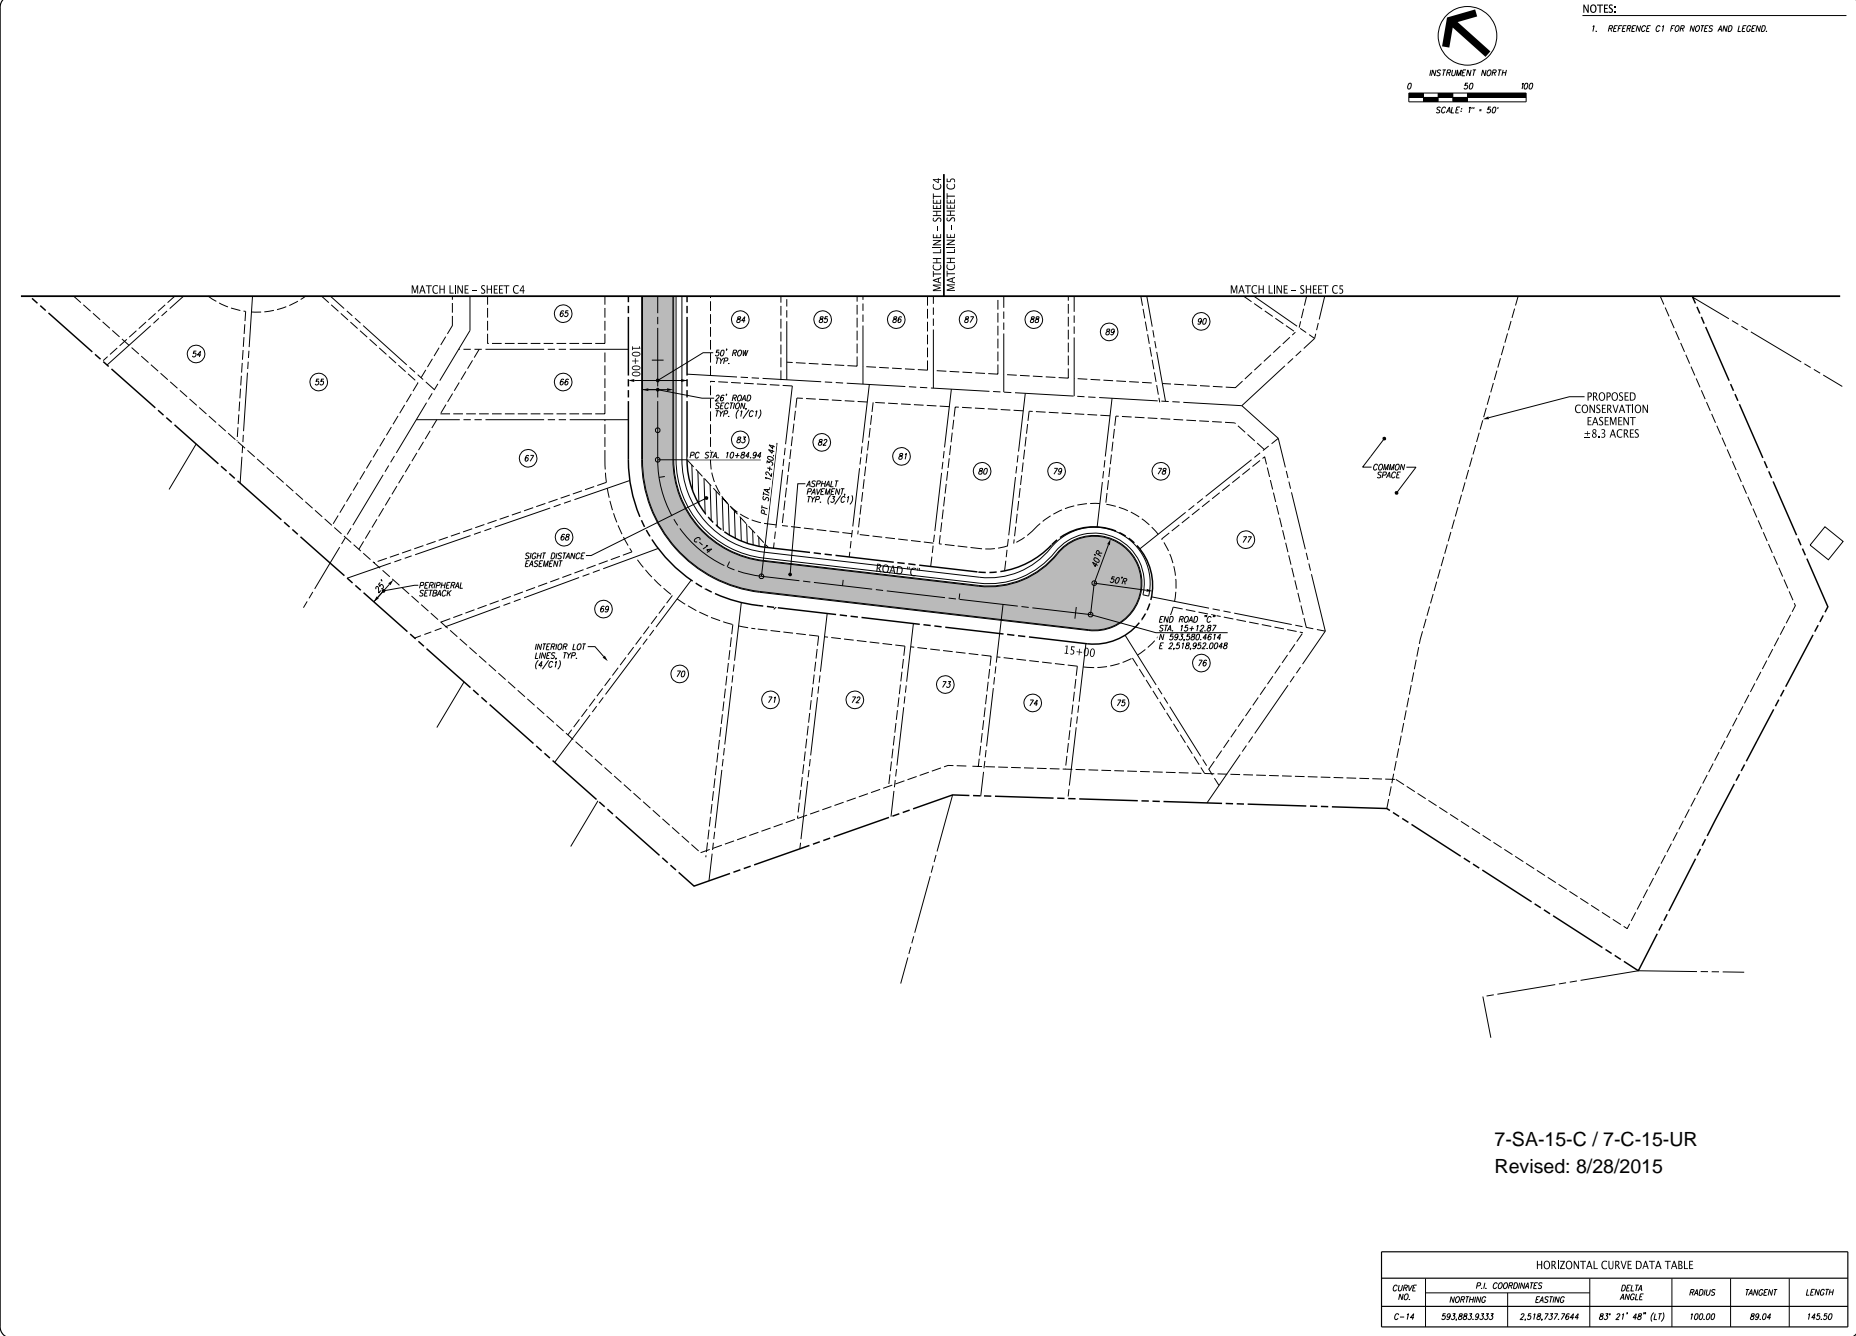 NOTES:
1. REFERENCE C1 FOR NOTES AND LEGEND.
INSTRUMENT NORTH
0 50 100
SCALE: 1" = 50'
MATCH LINE - SHEET C4
MATCH LINE - SHEET C5
MATCH LINE - SHEET C4
MATCH LINE - SHEET C5
54
55
65
66
67
68
69
70
71
72
73
74
75
76
77
78
79
80
81
82
83
84
85
86
87
88
89
90
10+00
50' ROW
TYP.
26' ROAD
SECTION,
TYP. (1/C1)
PC STA. 10+84.94
PT STA. 12+30.44
ASPHALT
PAVEMENT,
TYP. (3/C1)
SIGHT DISTANCE
EASEMENT
C-14
ROAD "C"
40'R
50'R
25'
PERIPHERAL
SETBACK
INTERIOR LOT
LINES, TYP.
(4/C1)
END ROAD "C"
STA. 15+12.87
N 593,580.4614
E 2,518,952.0048
15+00
COMMON
SPACE
PROPOSED
CONSERVATION
EASEMENT
±8.3 ACRES
7-SA-15-C / 7-C-15-UR
Revised: 8/28/2015
HORIZONTAL CURVE DATA TABLE
CURVE NO. P.I. COORDINATES DELTA ANGLE RADIUS TANGENT LENGTH
NORTHING EASTING
C-14 593,883.9333 2,518,737.7644 83° 21' 48" (LT) 100.00 89.04 145.50